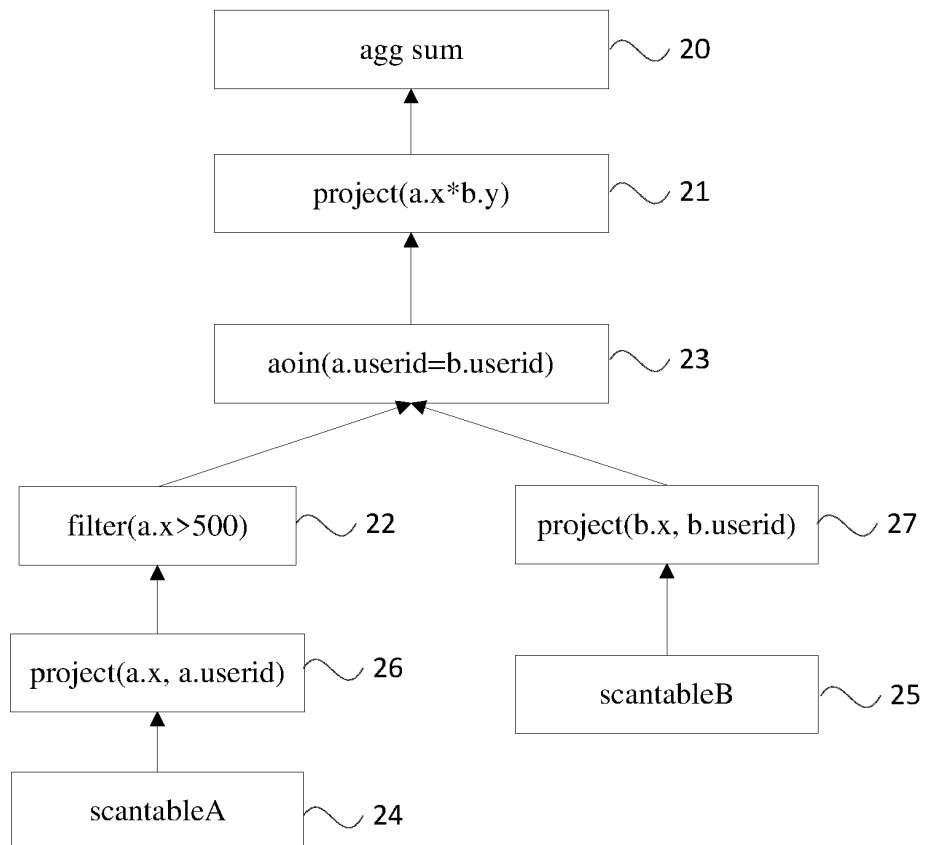 agg sum
20
project(a.x*b.y)
21
aoin(a.userid=b.userid)
23
filter(a.x>500)
22
project(b.x, b.userid)
27
project(a.x, a.userid)
26
scantableB
25
scantableA
24